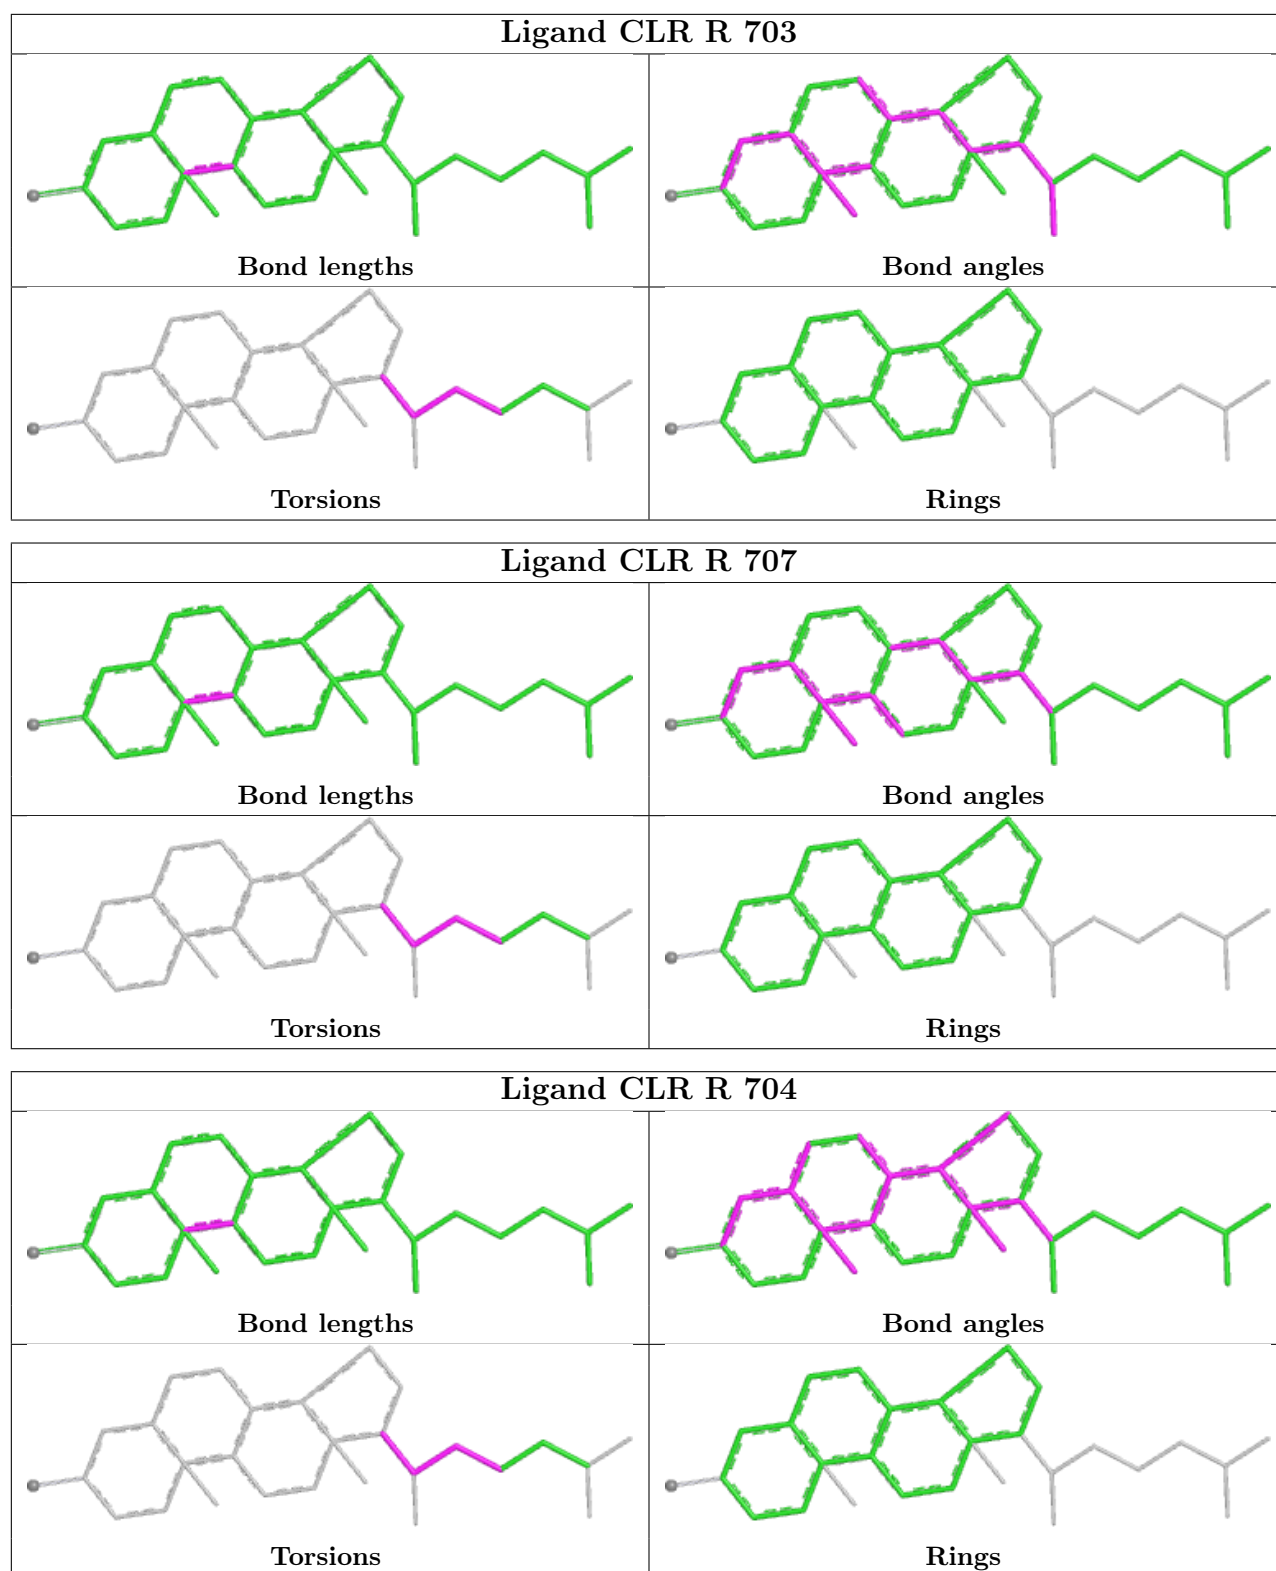 Ligand CLR R 703
Bond lengths
Bond angles
Torsions
Rings
Ligand CLR R 707
Bond lengths
Bond angles
Torsions
Rings
Ligand CLR R 704
Bond lengths
Bond angles
Torsions
Rings